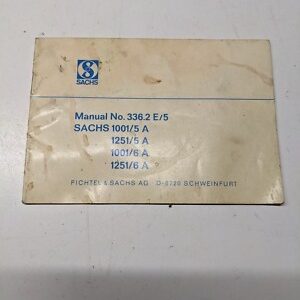 S
SACHS
Manual No. 336.2 E/5
SACHS 1001/5 A
1251/5 A
1001/6 A
1251/6 A
FICHTEL & SACHS AG D-8720 SCHWEINFURT